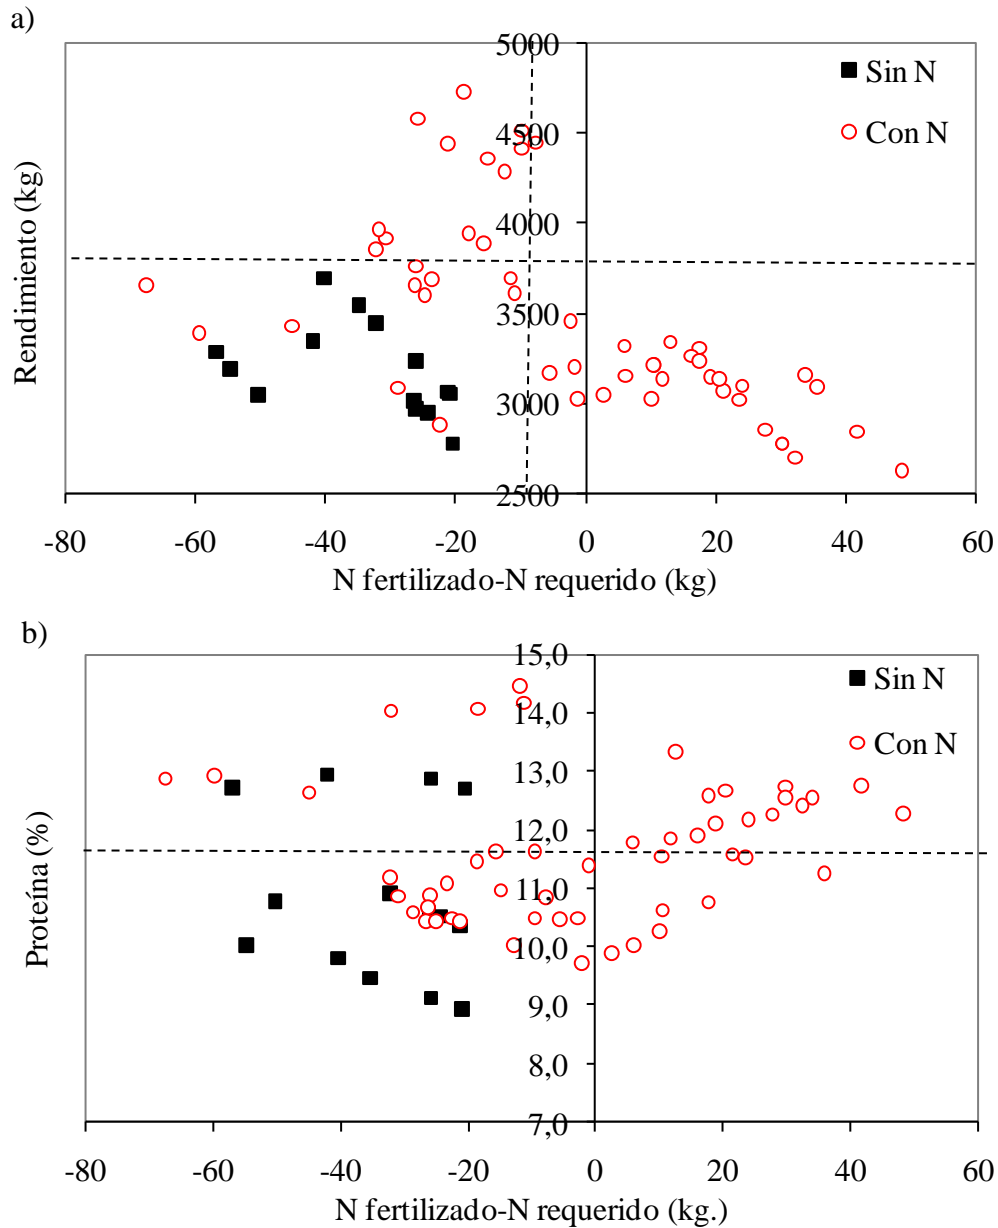 a)
5000
Sin N
4500
Con N
4000
3500
3000
2500
Rendimiento (kg)
-80 -60 -40 -20 0 20 40 60
N fertilizado-N requerido (kg)
b)
15,0
Sin N
14,0
Con N
13,0
12,0
11,0
10,0
9,0
8,0
7,0
Proteína (%)
-80 -60 -40 -20 0 20 40 60
N fertilizado-N requerido (kg.)